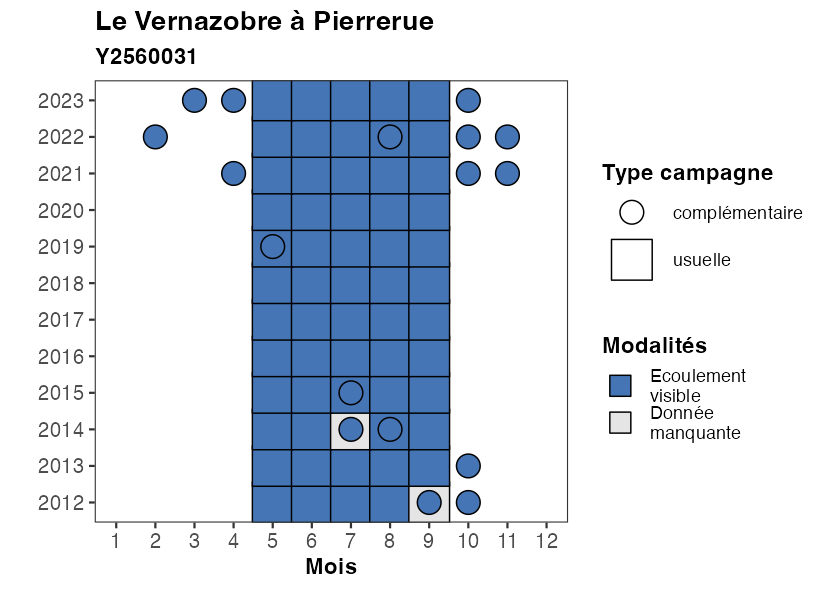 Le Vernazobre à Pierrerue
Y2560031
2023
2022
2021
2020
2019
2018
2017
2016
2015
2014
2013
2012
1 2 3 4 5 6 7 8 9 10 11 12
Mois
Type campagne
complémentaire
usuelle
Modalités
Ecoulement
visible
Donnée
manquante